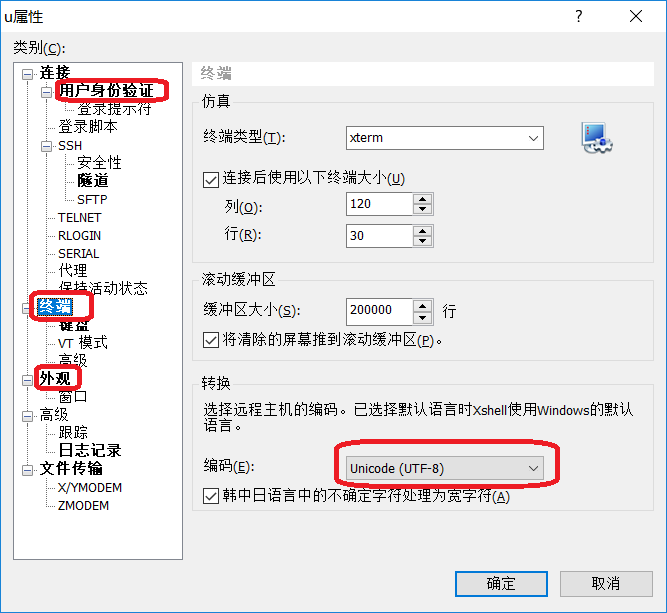 u属性
类别(C):
连接
用户身份验证
登录提示符
登录脚本
SSH
安全性
隧道
SFTP
TELNET
RLOGIN
SERIAL
代理
保持活动状态
终端
键盘
VT 模式
高级
外观
窗口
高级
跟踪
日志记录
文件传输
X/YMODEM
ZMODEM
终端
仿真
终端类型(T):
xterm
连接后使用以下终端大小(U)
列(O):
120
行(R):
30
滚动缓冲区
缓冲区大小(S):
200000
行
将清除的屏幕推到滚动缓冲区(P)。
转换
选择远程主机的编码。已选择默认语言时Xshell使用Windows的默认
语言。
编码(E):
Unicode (UTF-8)
韩中日语言中的不确定字符处理为宽字符(A)
确定
取消